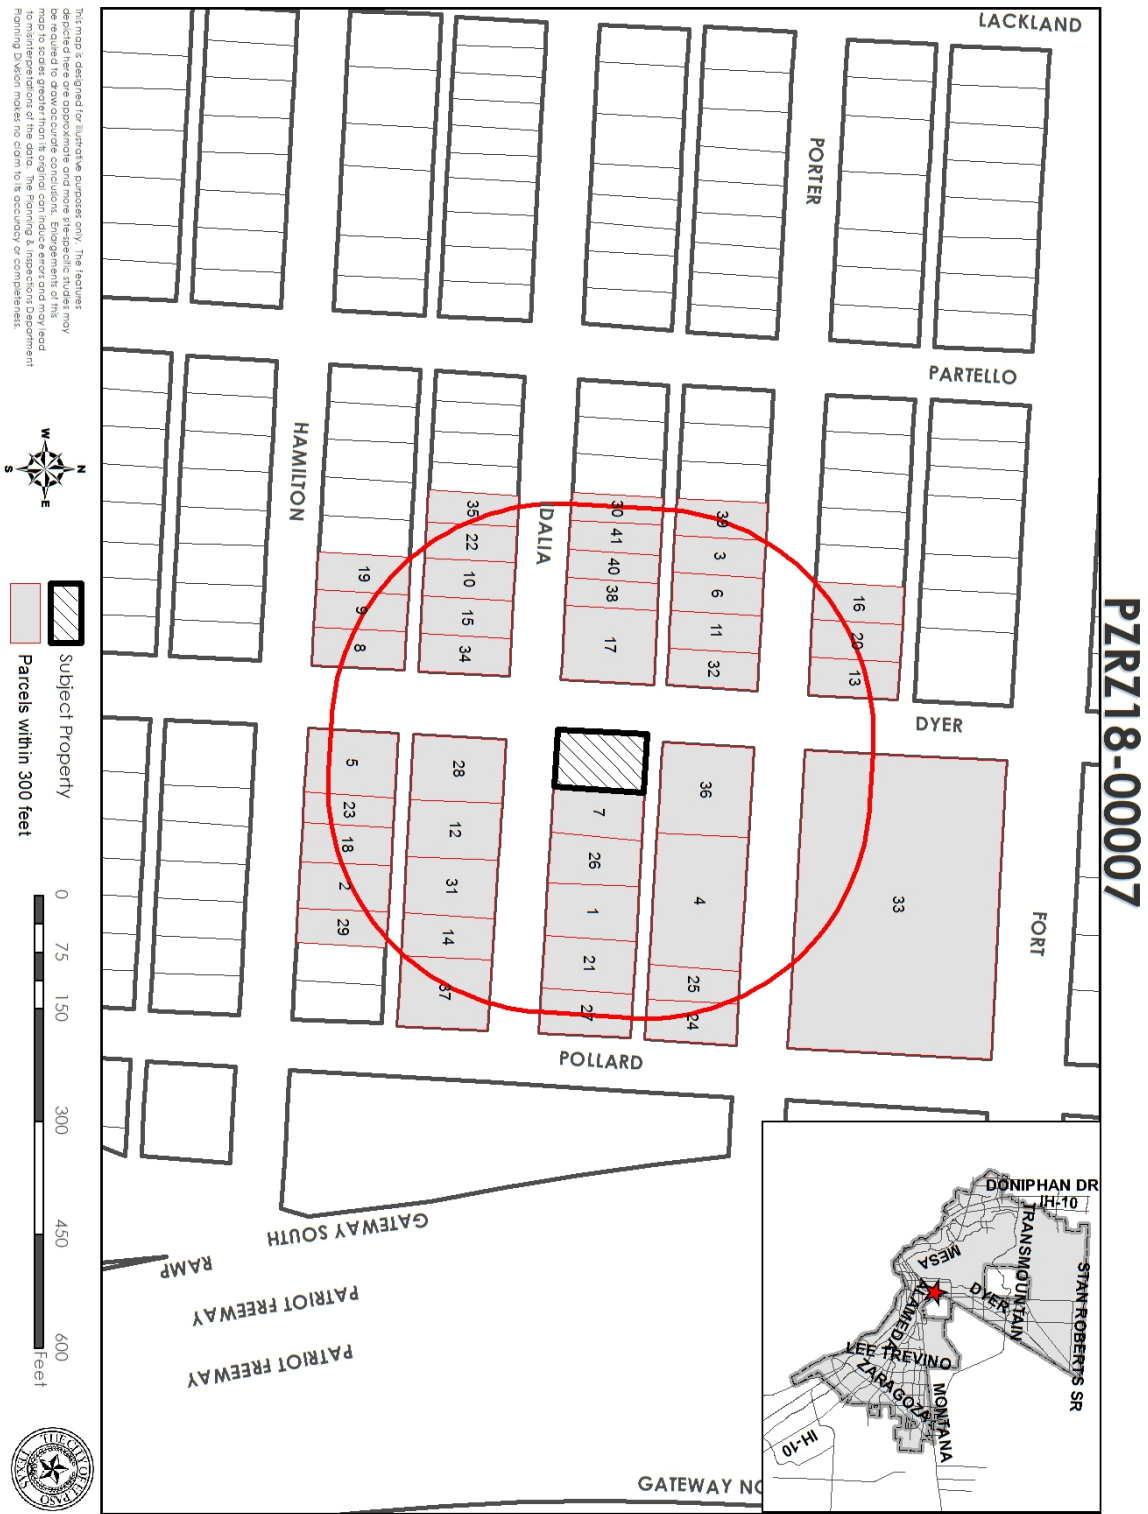 PZRZ18-00007
LACKLAND
PORTER
PARTELLO
HAMILTON
IDALIA
DYER
FORT
POLLARD
GATEWAY SOUTH
RAMP
PATRIOT FREEWAY
PATRIOT FREEWAY
GATEWAY NO
35
22
10
15
34
30
41
40
38
17
39
3
6
11
32
16
20
13
19
9
8
5
23
18
2
29
28
12
31
14
37
7
26
1
21
27
36
4
25
24
33
DONIPHAN DR
IH-10
TRANSMOUNTAIN
STAN ROBERTS SR
MESA
DYER
ALAMEDA
LEE TREVINO
ZARAGOZA
MONTANA
IH-10
This map is designed for illustrative purposes only. The features
depicted here are approximate and more site-specific studies may
be required to draw accurate conclusions. Enlargements of this
map to scales greater than its original can induce errors and may lead
to misinterpretations of the data. The Planning & Inspections Department
Planning Division makes no claim to its accuracy or completeness.
N
W
E
S
Subject Property
Parcels within 300 feet
0 75 150 300 450 600
Feet
THE CITY OF EL PASO
TEXAS